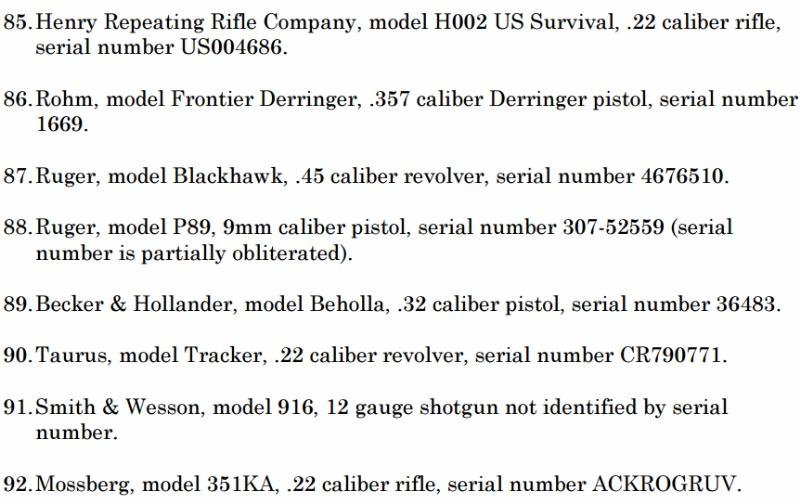 85. Henry Repeating Rifle Company, model H002 US Survival, .22 caliber rifle,
serial number US004686.
86. Rohm, model Frontier Derringer, .357 caliber Derringer pistol, serial number
1669.
87. Ruger, model Blackhawk, .45 caliber revolver, serial number 4676510.
88. Ruger, model P89, 9mm caliber pistol, serial number 307-52559 (serial
number is partially obliterated).
89. Becker & Hollander, model Beholla, .32 caliber pistol, serial number 36483.
90. Taurus, model Tracker, .22 caliber revolver, serial number CR790771.
91. Smith & Wesson, model 916, 12 gauge shotgun not identified by serial
number.
92. Mossberg, model 351KA, .22 caliber rifle, serial number ACKROGRUV.